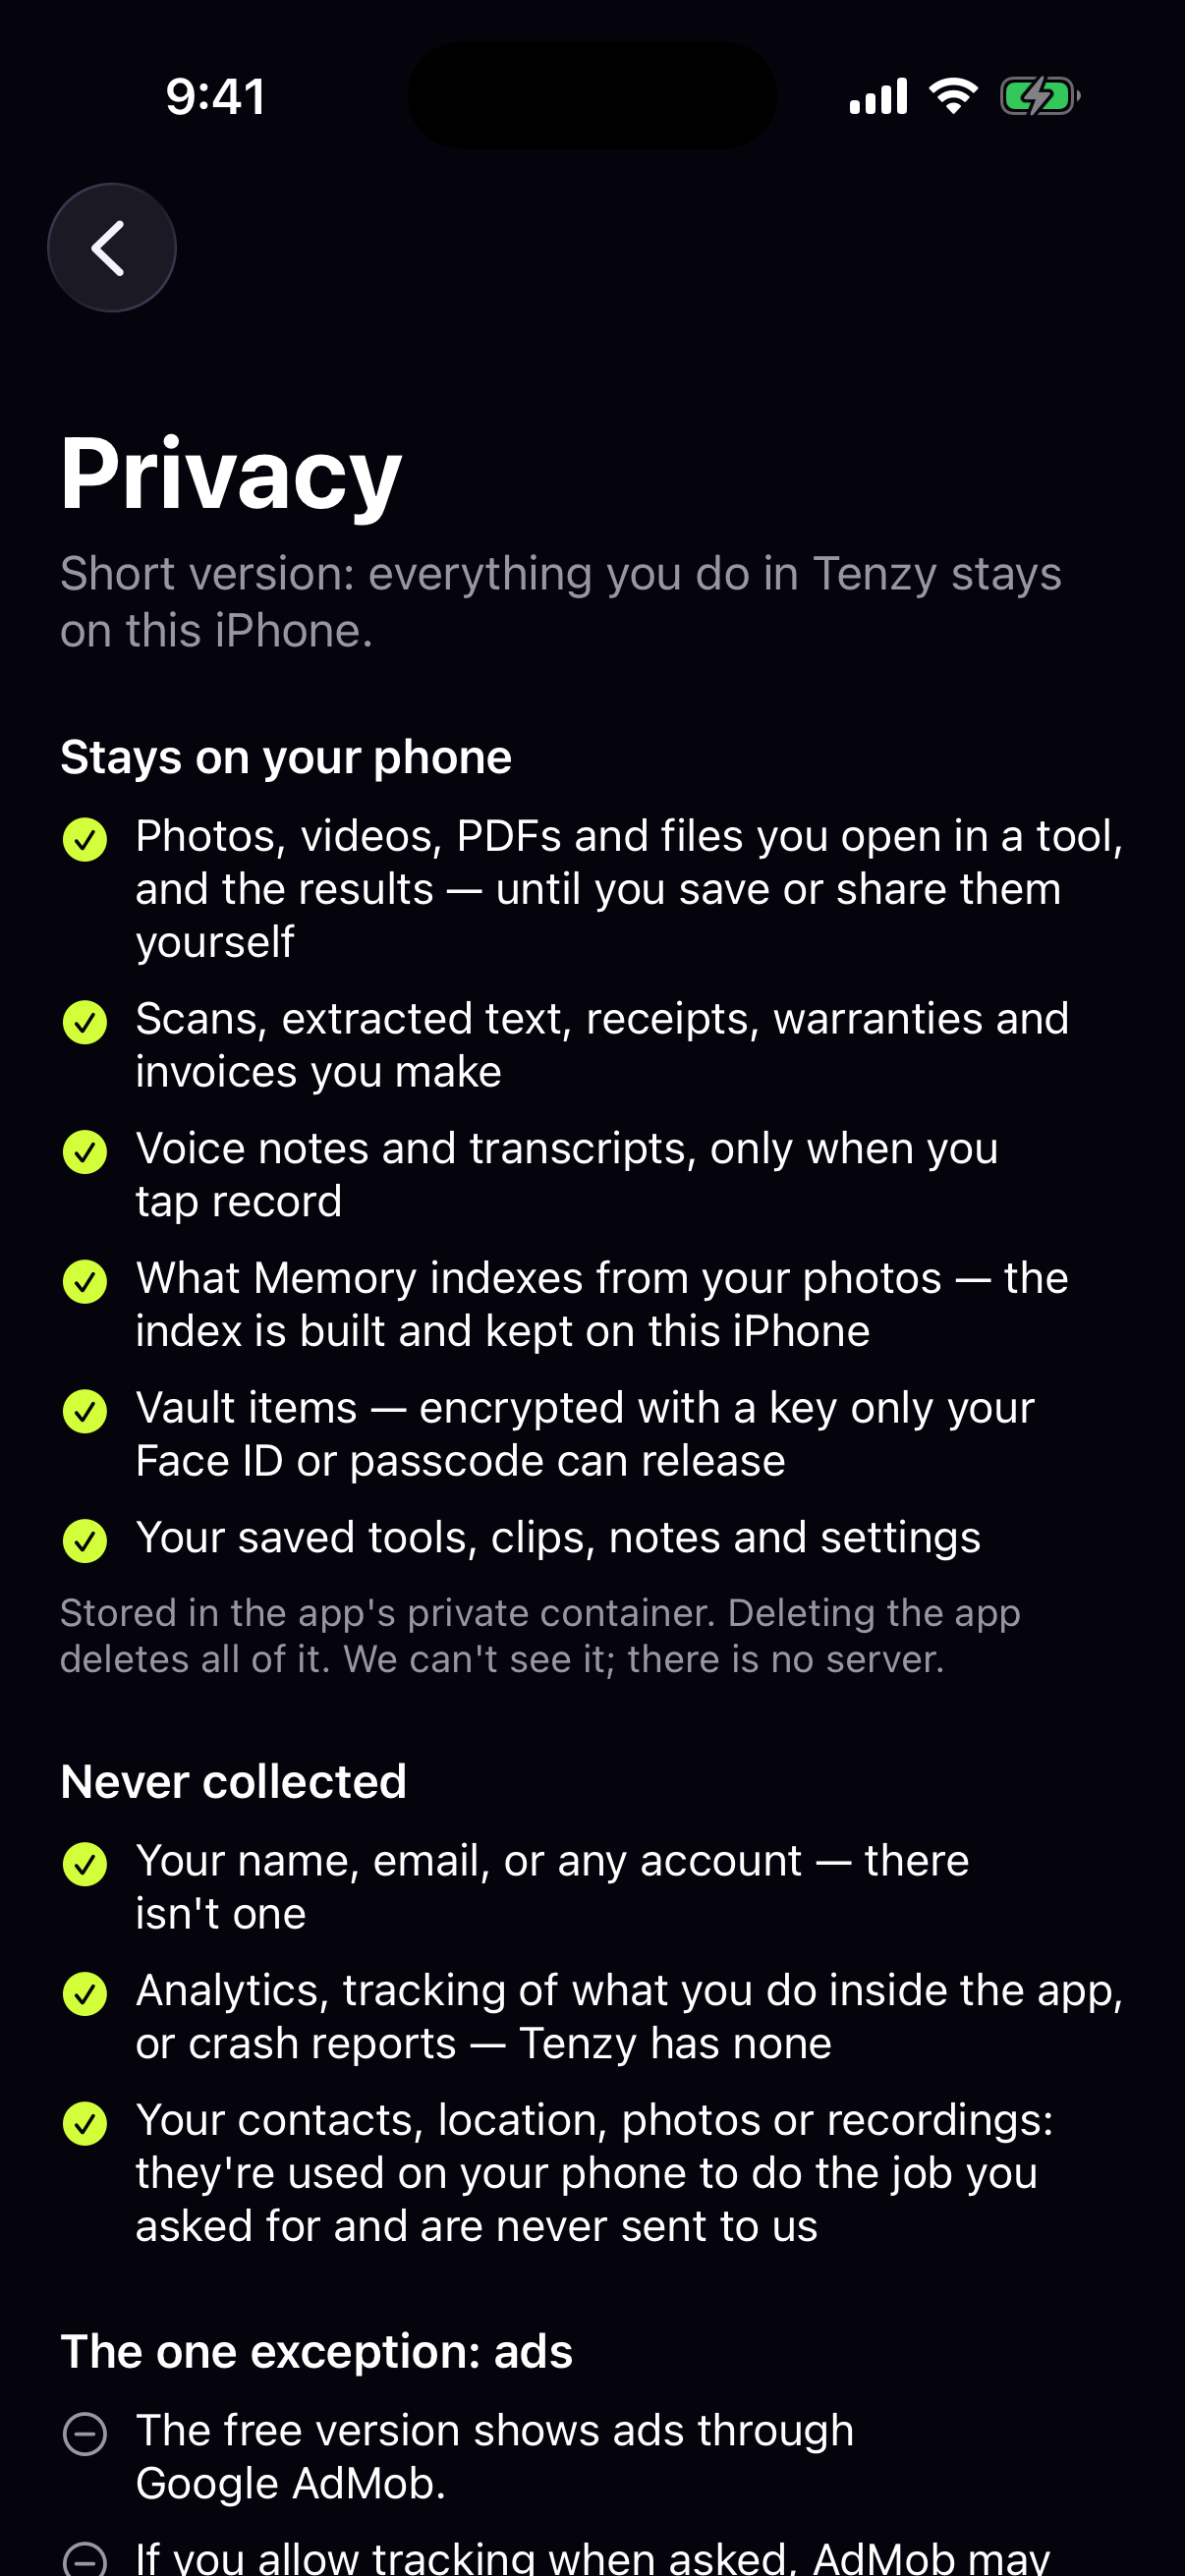 9:41
Privacy
Short version: everything you do in Tenzy stays
on this iPhone.
Stays on your phone
Photos, videos, PDFs and files you open in a tool,
and the results — until you save or share them
yourself
Scans, extracted text, receipts, warranties and
invoices you make
Voice notes and transcripts, only when you
tap record
What Memory indexes from your photos — the
index is built and kept on this iPhone
Vault items — encrypted with a key only your
Face ID or passcode can release
Your saved tools, clips, notes and settings
Stored in the app's private container. Deleting the app
deletes all of it. We can't see it; there is no server.
Never collected
Your name, email, or any account — there
isn't one
Analytics, tracking of what you do inside the app,
or crash reports — Tenzy has none
Your contacts, location, photos or recordings:
they're used on your phone to do the job you
asked for and are never sent to us
The one exception: ads
The free version shows ads through
Google AdMob.
If you allow tracking when asked, AdMob may